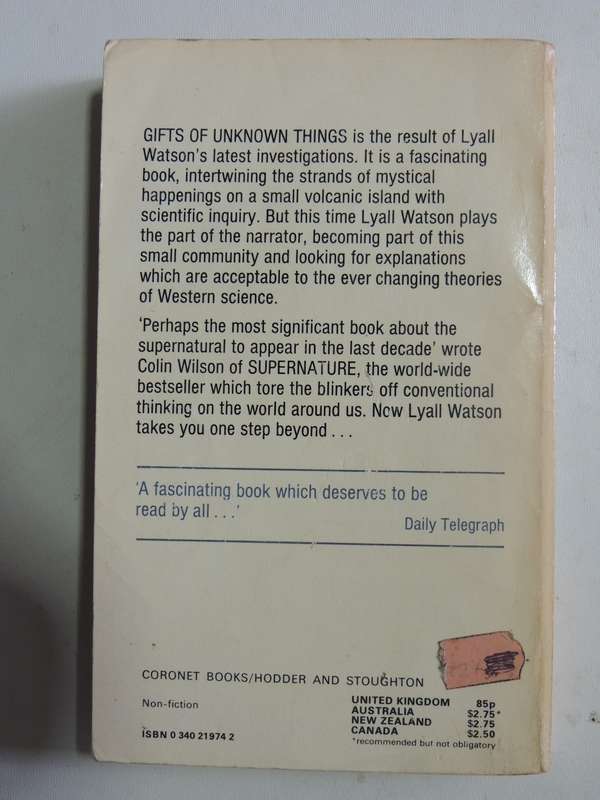 GIFTS OF UNKNOWN THINGS is the result of Lyall
Watson's latest investigations. It is a fascinating
book, intertwining the strands of mystical
happenings on a small volcanic island with
scientific inquiry. But this time Lyall Watson plays
the part of the narrator, becoming part of this
small community and looking for explanations
which are acceptable to the ever changing theories
of Western science.
'Perhaps the most significant book about the
supernatural to appear in the last decade' wrote
Colin Wilson of SUPERNATURE, the world-wide
bestseller which tore the blinkers off conventional
thinking on the world around us. Now Lyall Watson
takes you one step beyond ...
'A fascinating book which deserves to be
read by all ...'
Daily Telegraph
CORONET BOOKS/HODDER AND STOUGHTON
Non-fiction
UNITED KINGDOM 85p
AUSTRALIA $2.75*
NEW ZEALAND $2.75
CANADA $2.50
*recommended but not obligatory
ISBN 0 340 21974 2